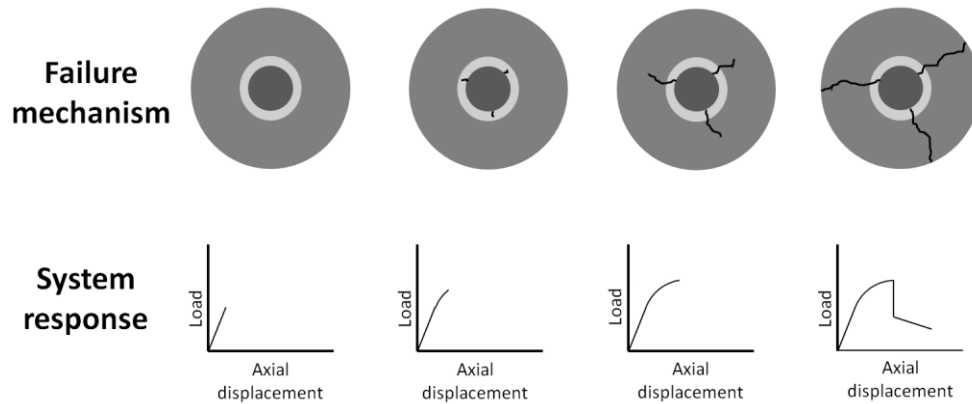 Failure
mechanism
System
response
Load
Axial
displacement
Load
Axial
displacement
Load
Axial
displacement
Load
Axial
displacement